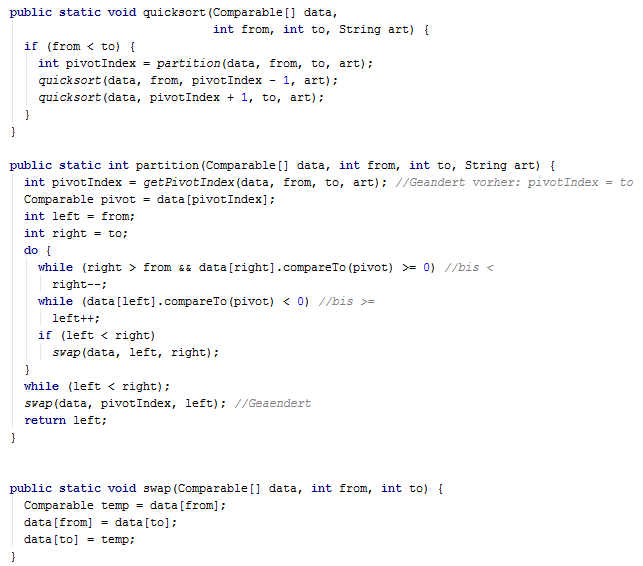 public static void quicksort(Comparable[] data,
int from, int to, String art) {
if (from < to) {
int pivotIndex = partition(data, from, to, art);
quicksort(data, from, pivotIndex - 1, art);
quicksort(data, pivotIndex + 1, to, art);
}
}
public static int partition(Comparable[] data, int from, int to, String art) {
int pivotIndex = getPivotIndex(data, from, to, art); //Geandert vorher: pivotIndex = to
Comparable pivot = data[pivotIndex];
int left = from;
int right = to;
do {
while (right > from && data[right].compareTo(pivot) >= 0) //bis <
right--;
while (data[left].compareTo(pivot) < 0) //bis >=
left++;
if (left < right)
swap(data, left, right);
}
while (left < right);
swap(data, pivotIndex, left); //Geaendert
return left;
}
public static void swap(Comparable[] data, int from, int to) {
Comparable temp = data[from];
data[from] = data[to];
data[to] = temp;
}